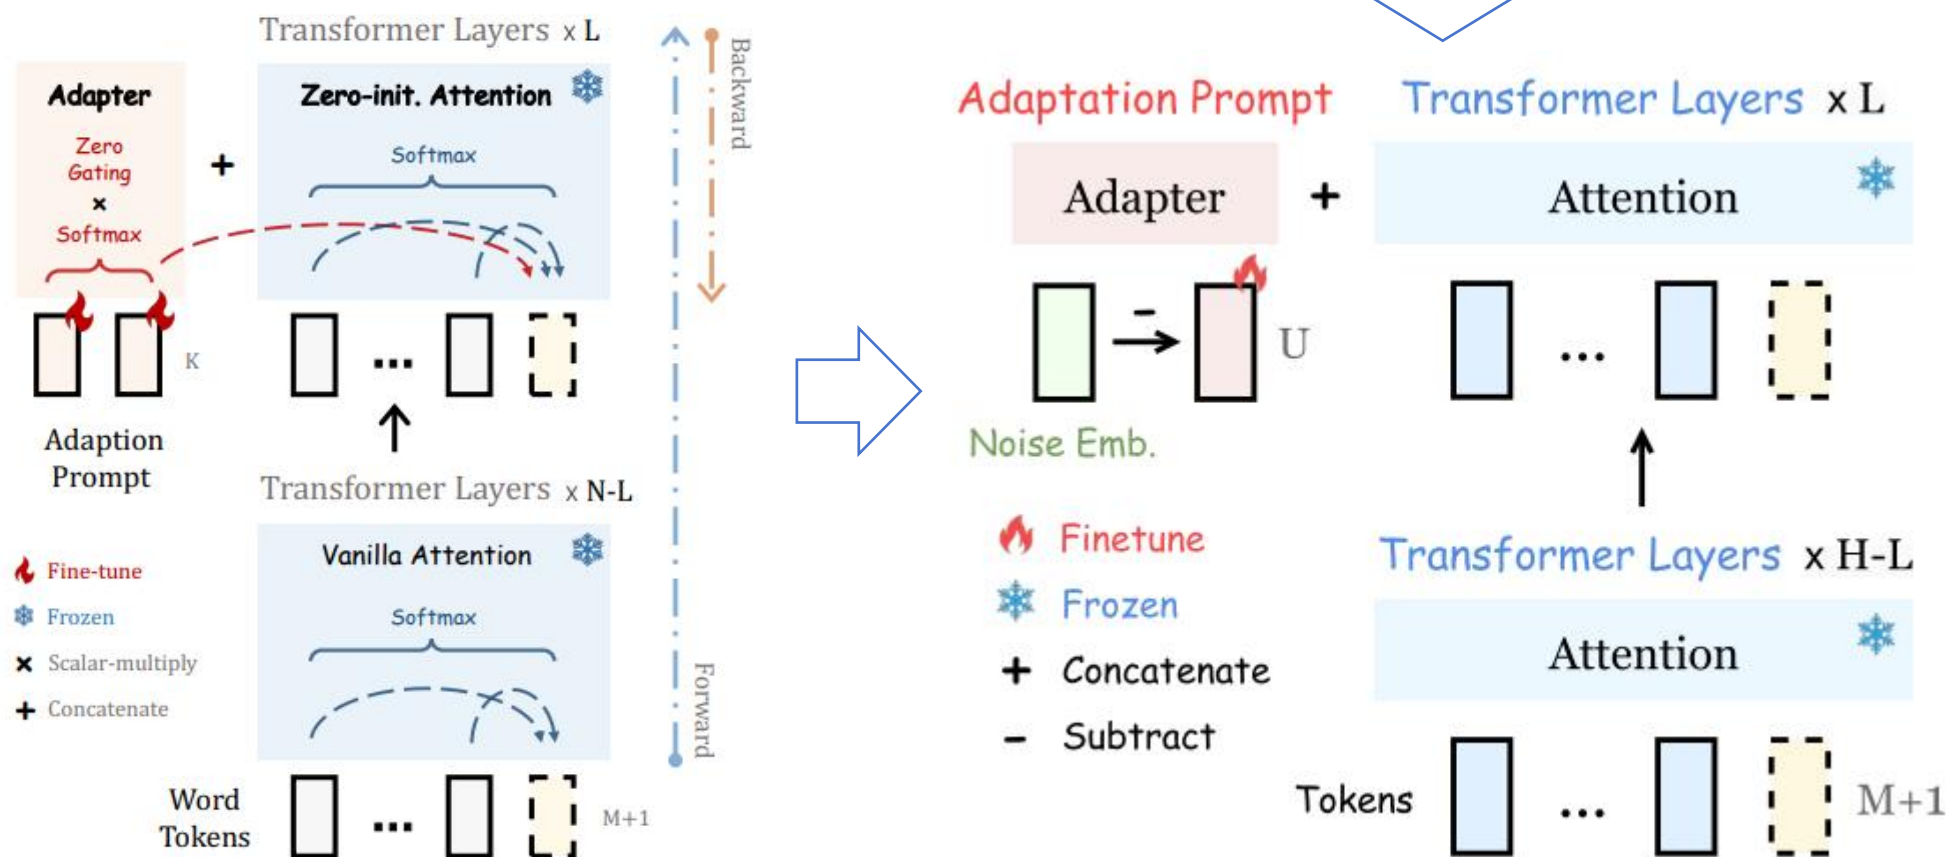 Transformer Layers x L
Adapter
Zero
Gating
×
Softmax
+
Zero-init. Attention
Softmax
K
...
Adaption
Prompt
Transformer Layers x N-L
Vanilla Attention
Softmax
Fine-tune
Frozen
× Scalar-multiply
+ Concatenate
Word
Tokens
...
M+1
Backward
Forward
Adaptation Prompt
Transformer Layers x L
Adapter
+
Attention
-
U
...
Noise Emb.
Finetune
Frozen
+ Concatenate
- Subtract
Transformer Layers x H-L
Attention
Tokens
...
M+1